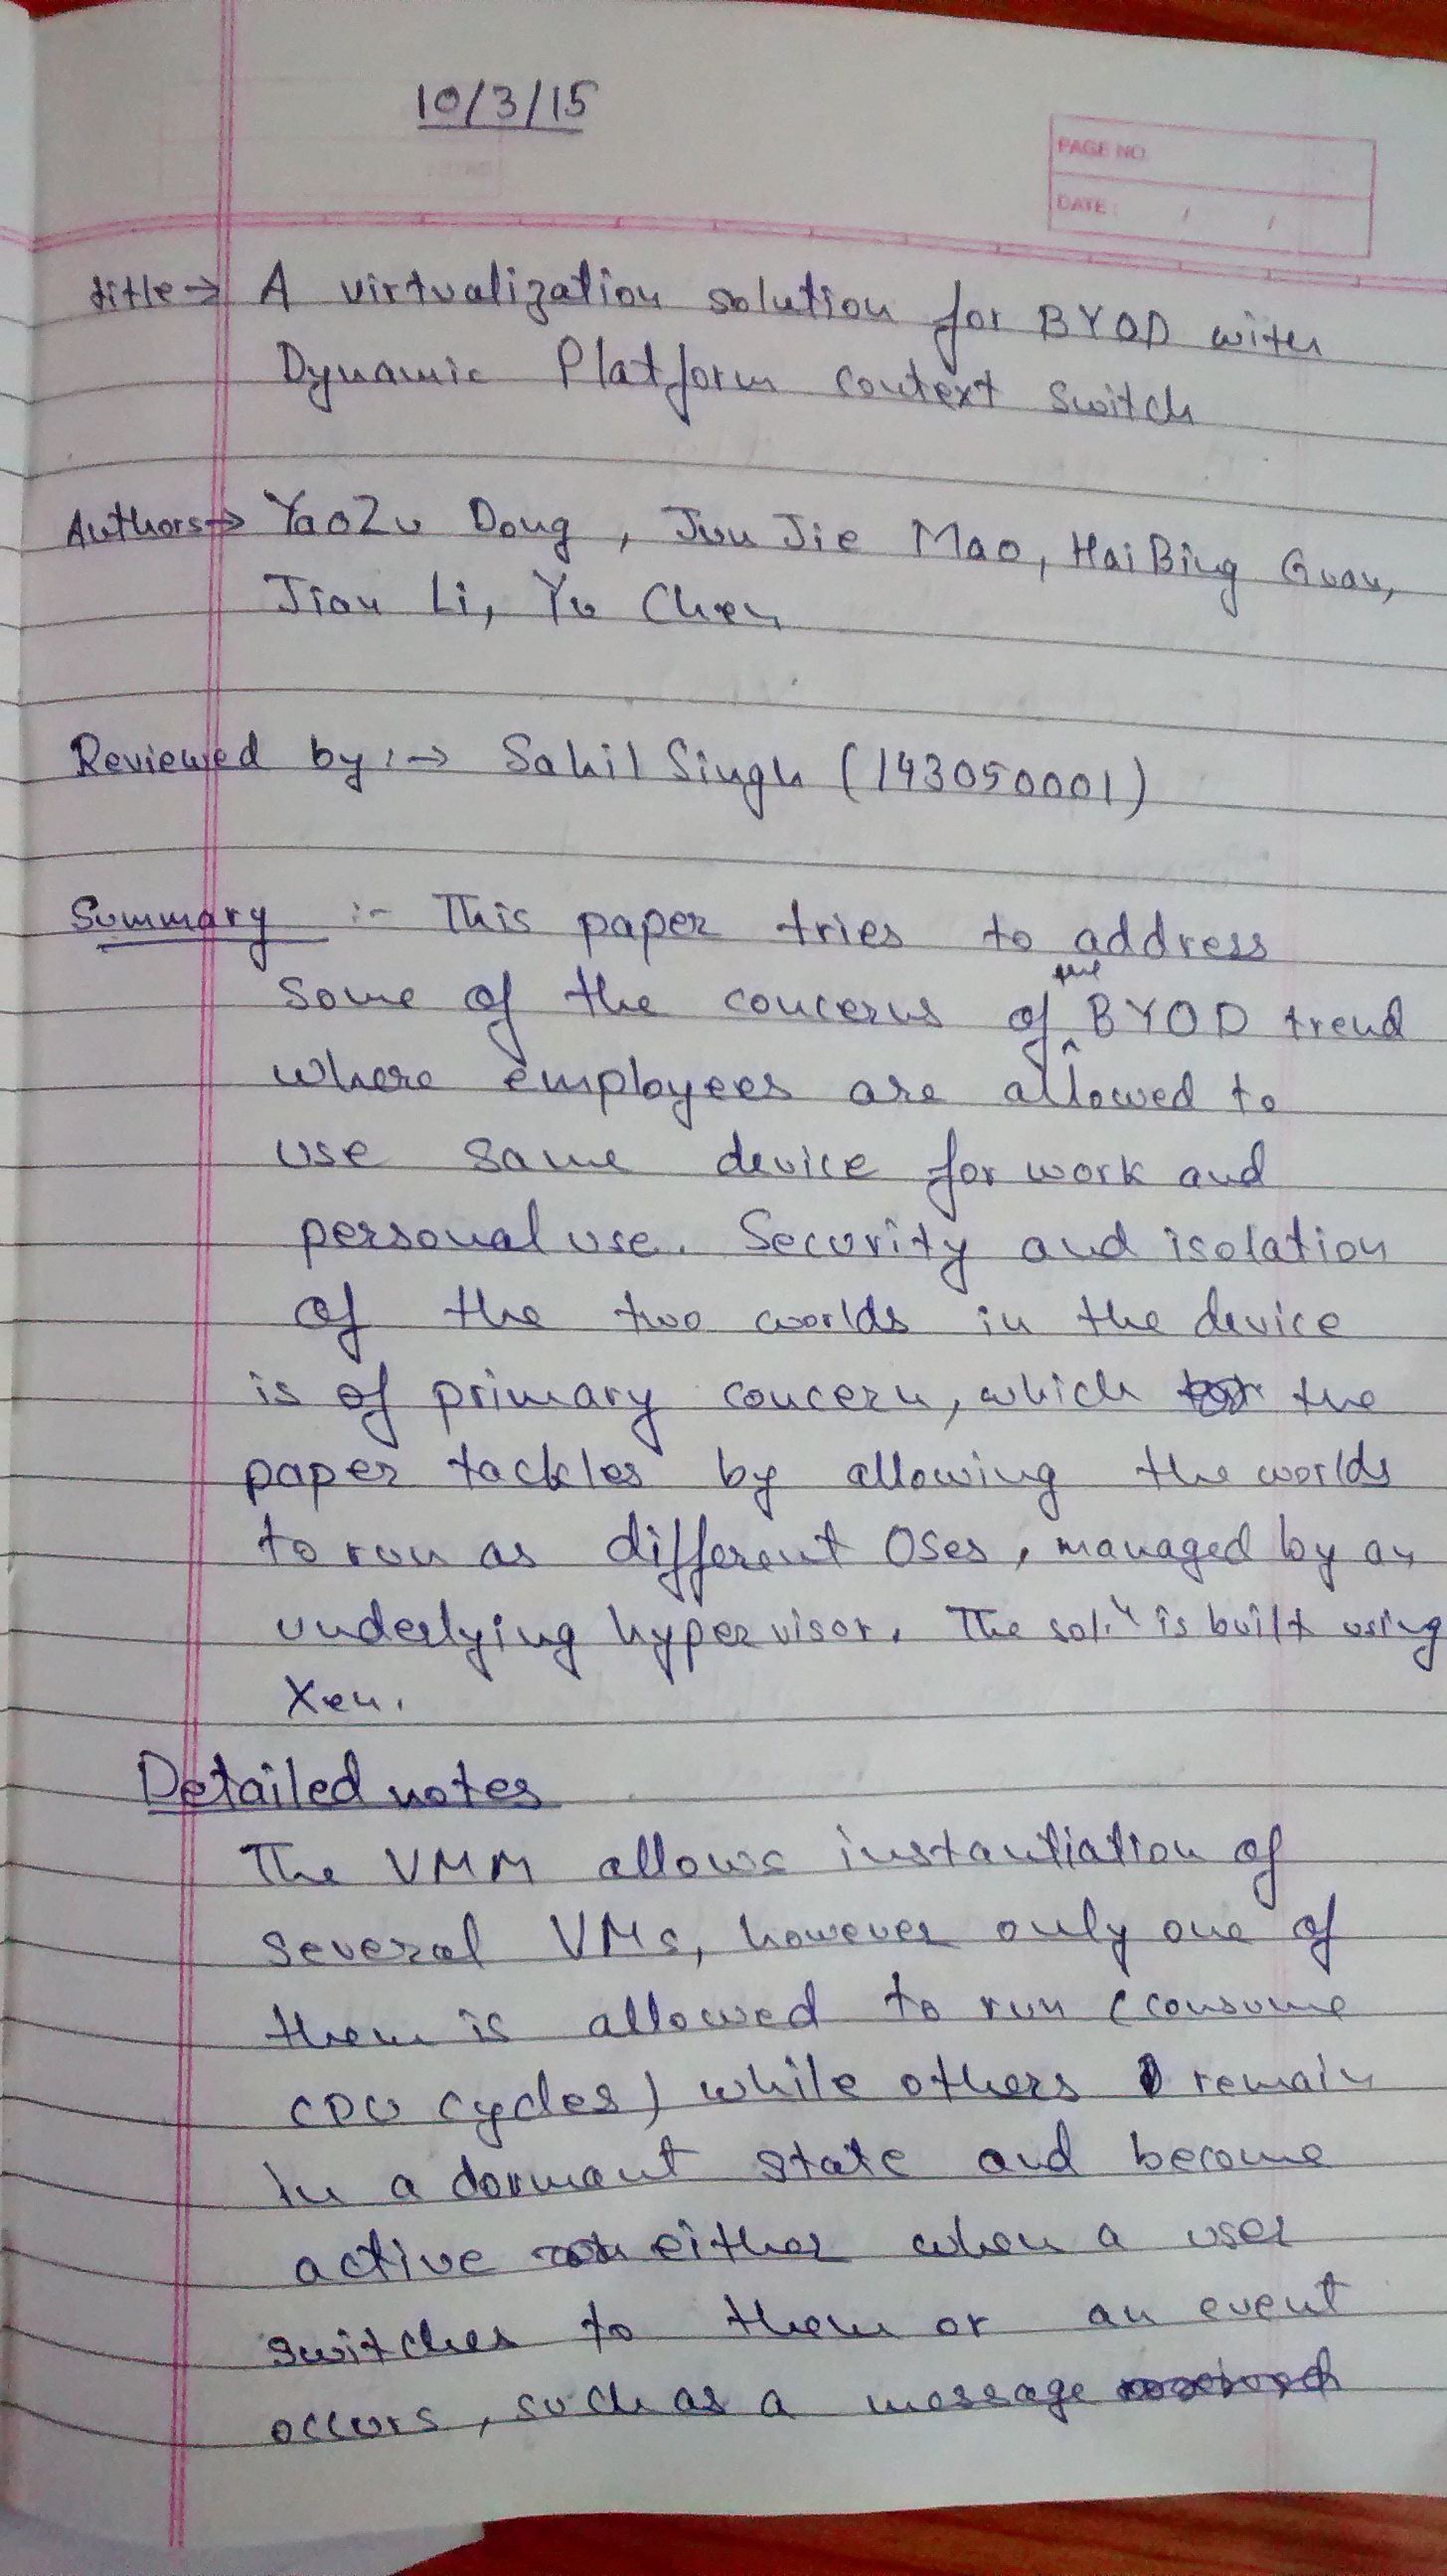 10/3/15
PAGE NO.
DATE: / /
title → A virtualization solution for BYOD with
Dynamic Platform context switch
Authors → YaoZu Dong, JunJie Mao, HaiBing Guan,
Jian Li, Yu Chen
Reviewed by :→ Sahil Singh (143050001)
Summary :- This paper tries to address
some of the concerns of the BYOD trend
where employees are allowed to
use same device for work and
personal use. Security and isolation
of the two worlds in the device
is of primary concern, which the
paper tackles by allowing the worlds
to run as different OSes, managed by an
underlying hypervisor. The solⁿ is built using
Xen.
Detailed notes
The VMM allows instantiation of
several VMs, however only one of
them is allowed to run (consume
CPU cycles) while others remain
in a dormant state and become
active either when a user
switches to them or an event
occurs, such as a message